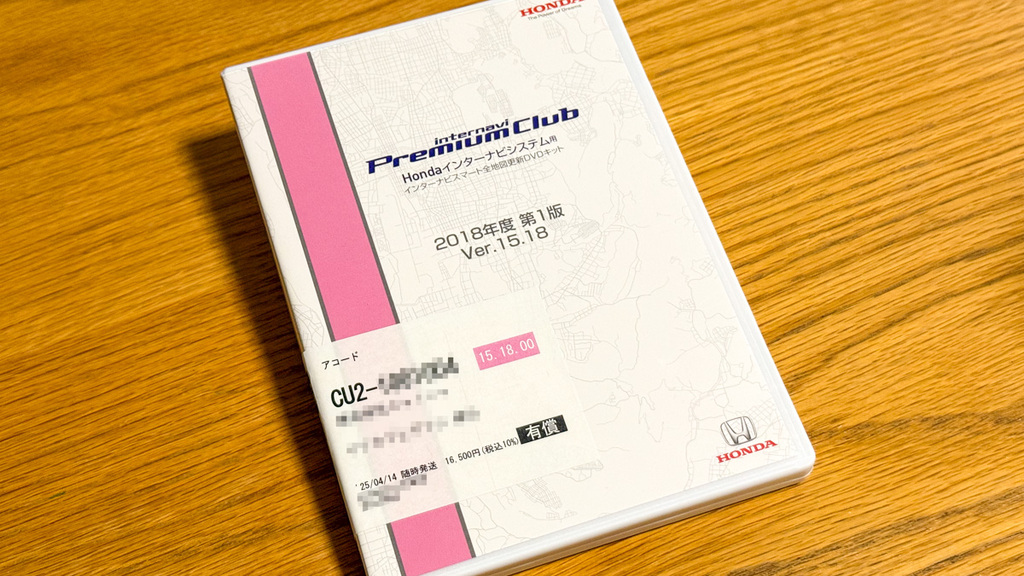 HONDA
The Power of Dreams
internavi
Premium Club
Hondaインターナビシステム用
インターナビスマート全地図更新DVDキット
2018年度 第1版
Ver.15.18
アコード
15.18.00
CU2-
'25/04/14 随時発送 16,500円(税込10%) 有償
HONDA